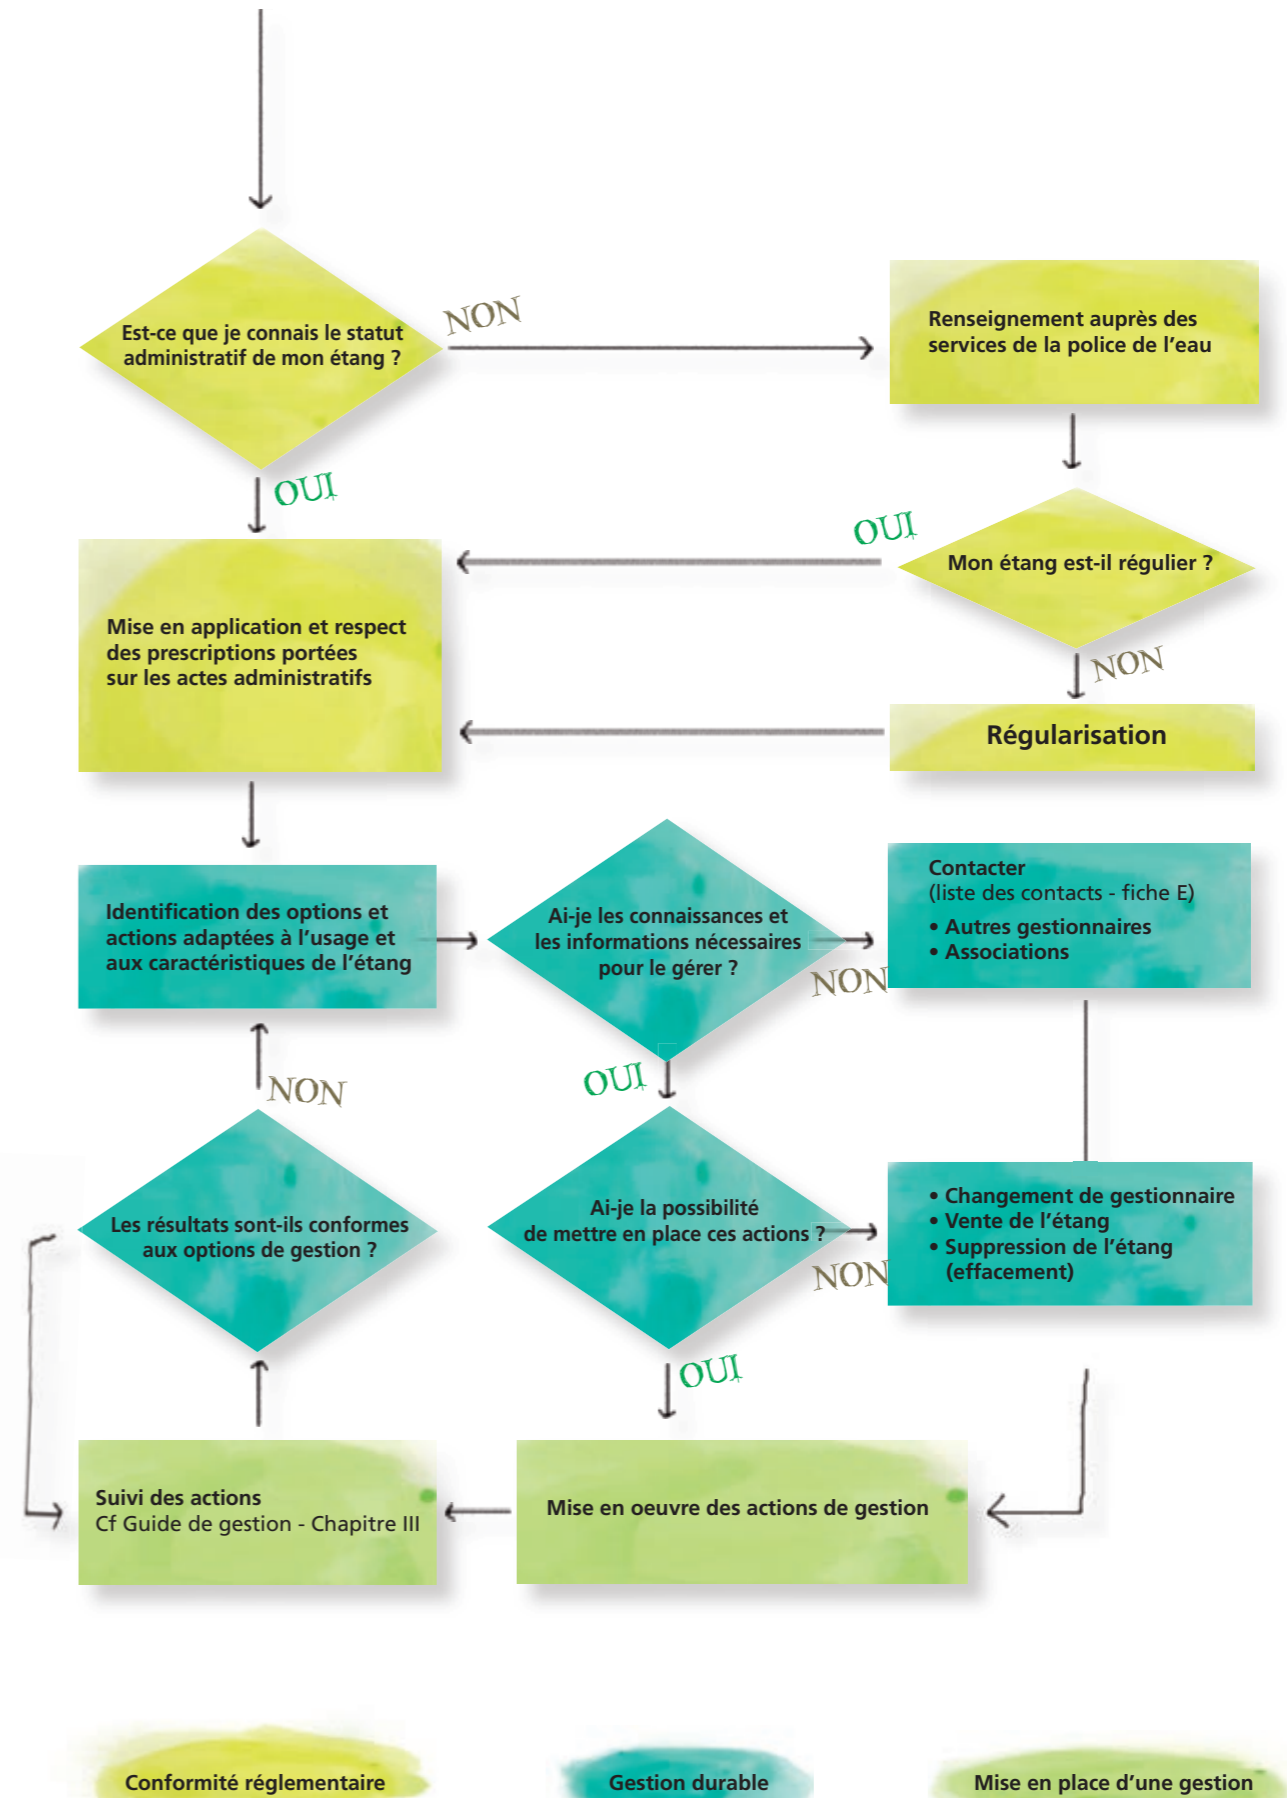 Est-ce que je connais le statut
administratif de mon étang ?
NON
Renseignement auprès des
services de la police de l'eau
OUI
OUI
Mon étang est-il régulier ?
Mise en application et respect
des prescriptions portées
sur les actes administratifs
NON
Régularisation
Identification des options et
actions adaptées à l'usage et
aux caractéristiques de l'étang
Ai-je les connaissances et
les informations nécessaires
pour le gérer ?
NON
Contacter
(liste des contacts - fiche E)
• Autres gestionnaires
• Associations
OUI
NON
Les résultats sont-ils conformes
aux options de gestion ?
Ai-je la possibilité
de mettre en place ces actions ?
NON
• Changement de gestionnaire
• Vente de l'étang
• Suppression de l'étang
(effacement)
OUI
Suivi des actions
Cf Guide de gestion - Chapitre III
Mise en oeuvre des actions de gestion
Conformité réglementaire
Gestion durable
Mise en place d'une gestion